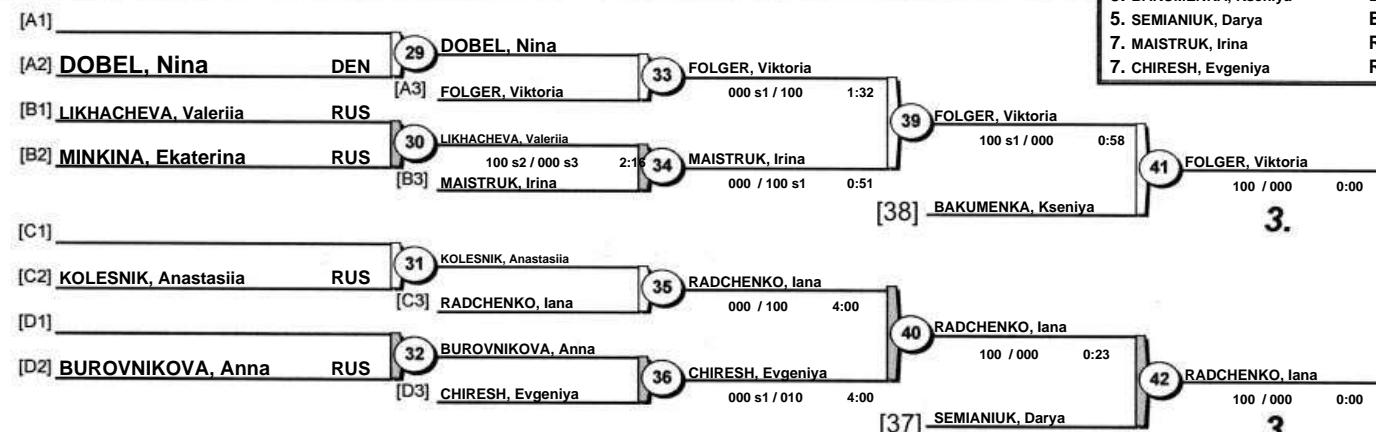 5. SEMIANIUK, Darya
7. MAISTRUK, Irina
7. CHIRESH, Evgeniya
[A1]
[A2] DOBEL, Nina DEN
29
DOBEL, Nina
[A3] FOLGER, Viktoria
33
FOLGER, Viktoria
000 s1 / 100 1:32
[B1] LIKHACHEVA, Valeriia RUS
[B2] MINKINA, Ekaterina RUS
30
LIKHACHEVA, Valeriia
100 s2 / 000 s3 2:16
[B3] MAISTRUK, Irina
34
MAISTRUK, Irina
000 / 100 s1 0:51
39
FOLGER, Viktoria
100 s1 / 000 0:58
[38] BAKUMENKA, Kseniya
41
FOLGER, Viktoria
100 / 000 0:00
3.
[C1]
[C2] KOLESNIK, Anastasiia RUS
31
KOLESNIK, Anastasiia
[C3] RADCHENKO, Iana
35
RADCHENKO, Iana
000 / 100 4:00
[D1]
[D2] BUROVNIKOVA, Anna RUS
32
BUROVNIKOVA, Anna
[D3] CHIRESH, Evgeniya
36
CHIRESH, Evgeniya
000 s1 / 010 4:00
40
RADCHENKO, Iana
100 / 000 0:23
[37] SEMIANIUK, Darya
42
RADCHENKO, Iana
100 / 000 0:00
3.